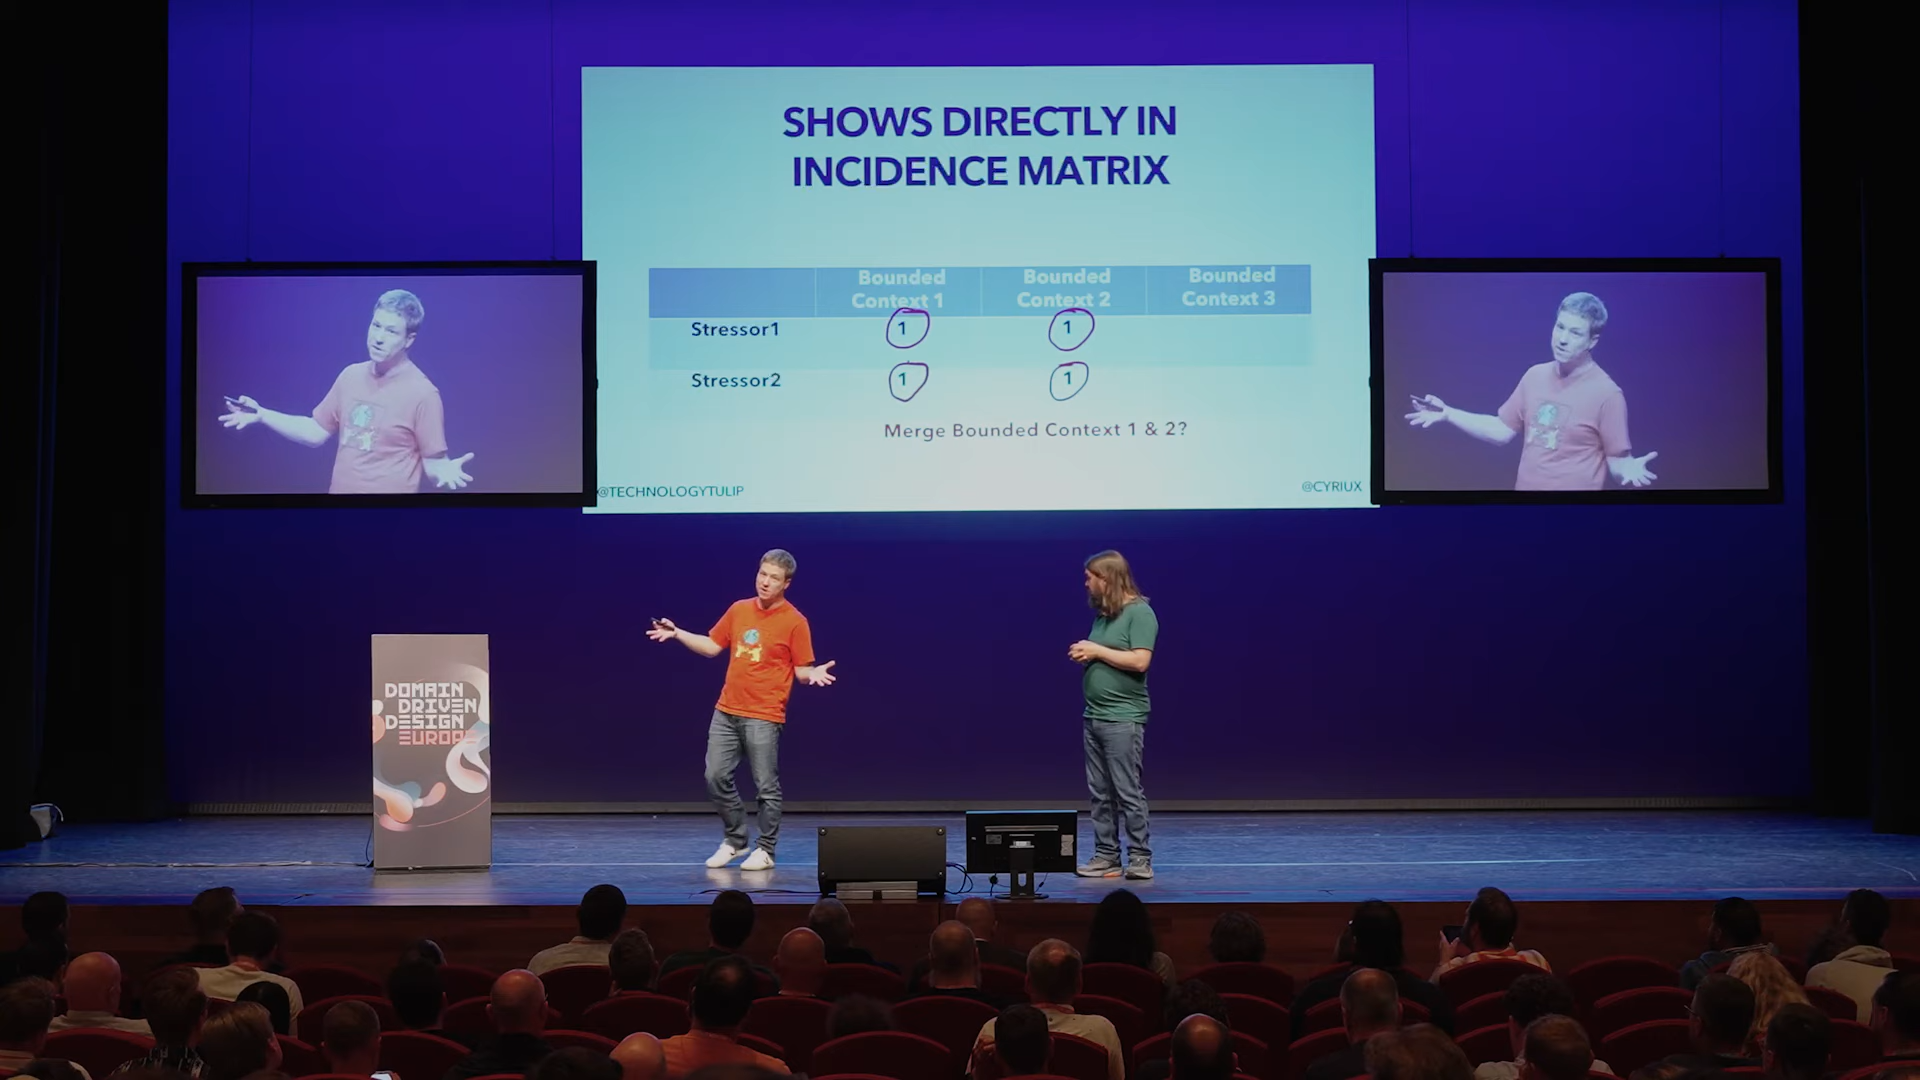 SHOWS DIRECTLY IN
INCIDENCE MATRIX
Bounded Context 1
Bounded Context 2
Bounded Context 3
Stressor1 1 1
Stressor2 1 1
Merge Bounded Context 1 & 2?
@TECHNOLOGYTULIP
@CYRIUX
DOMAIN
DRIVEN
DESIGN
EUROPE